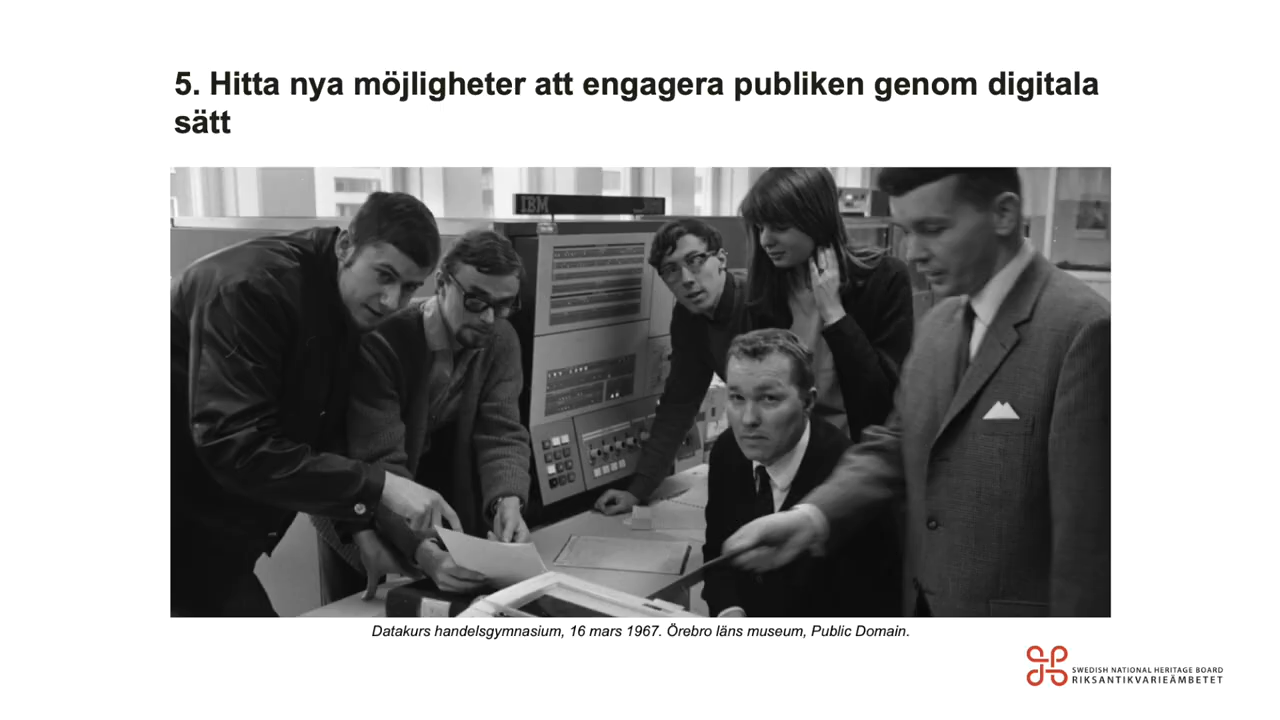 5. Hitta nya möjligheter att engagera publiken genom digitala
sätt
IBM
Datakurs handelsgymnasium, 16 mars 1967. Örebro läns museum, Public Domain.
SWEDISH NATIONAL HERITAGE BOARD
RIKSANTIKVARIEÄMBETET